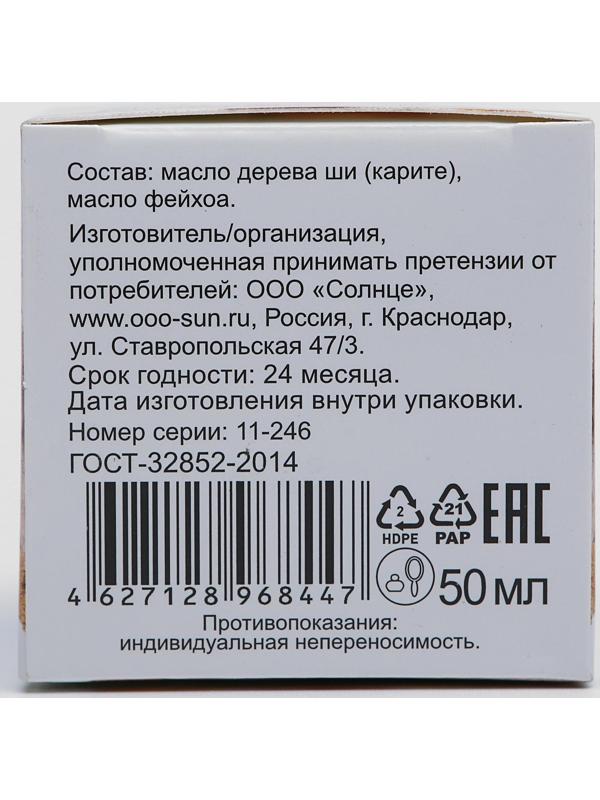 Состав: масло дерева ши (карите),
масло фейхоа.
Изготовитель/организация,
уполномоченная принимать претензии от
потребителей: ООО «Солнце»,
www.ooo-sun.ru, Россия, г. Краснодар,
ул. Ставропольская 47/3.
Срок годности: 24 месяца.
Дата изготовления внутри упаковки.
Номер серии: 11-246
ГОСТ-32852-2014
2
HDPE
21
PAP
EAC
4 627128 968447
50 мл
Противопоказания:
индивидуальная непереносимость.